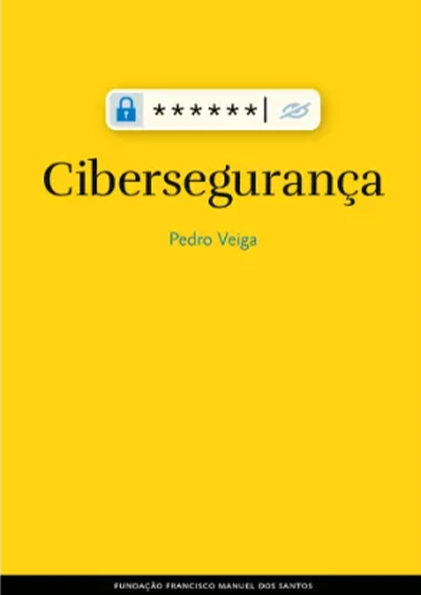 ******|
Cibersegurança
Pedro Veiga
FUNDAÇÃO FRANCISCO MANUEL DOS SANTOS